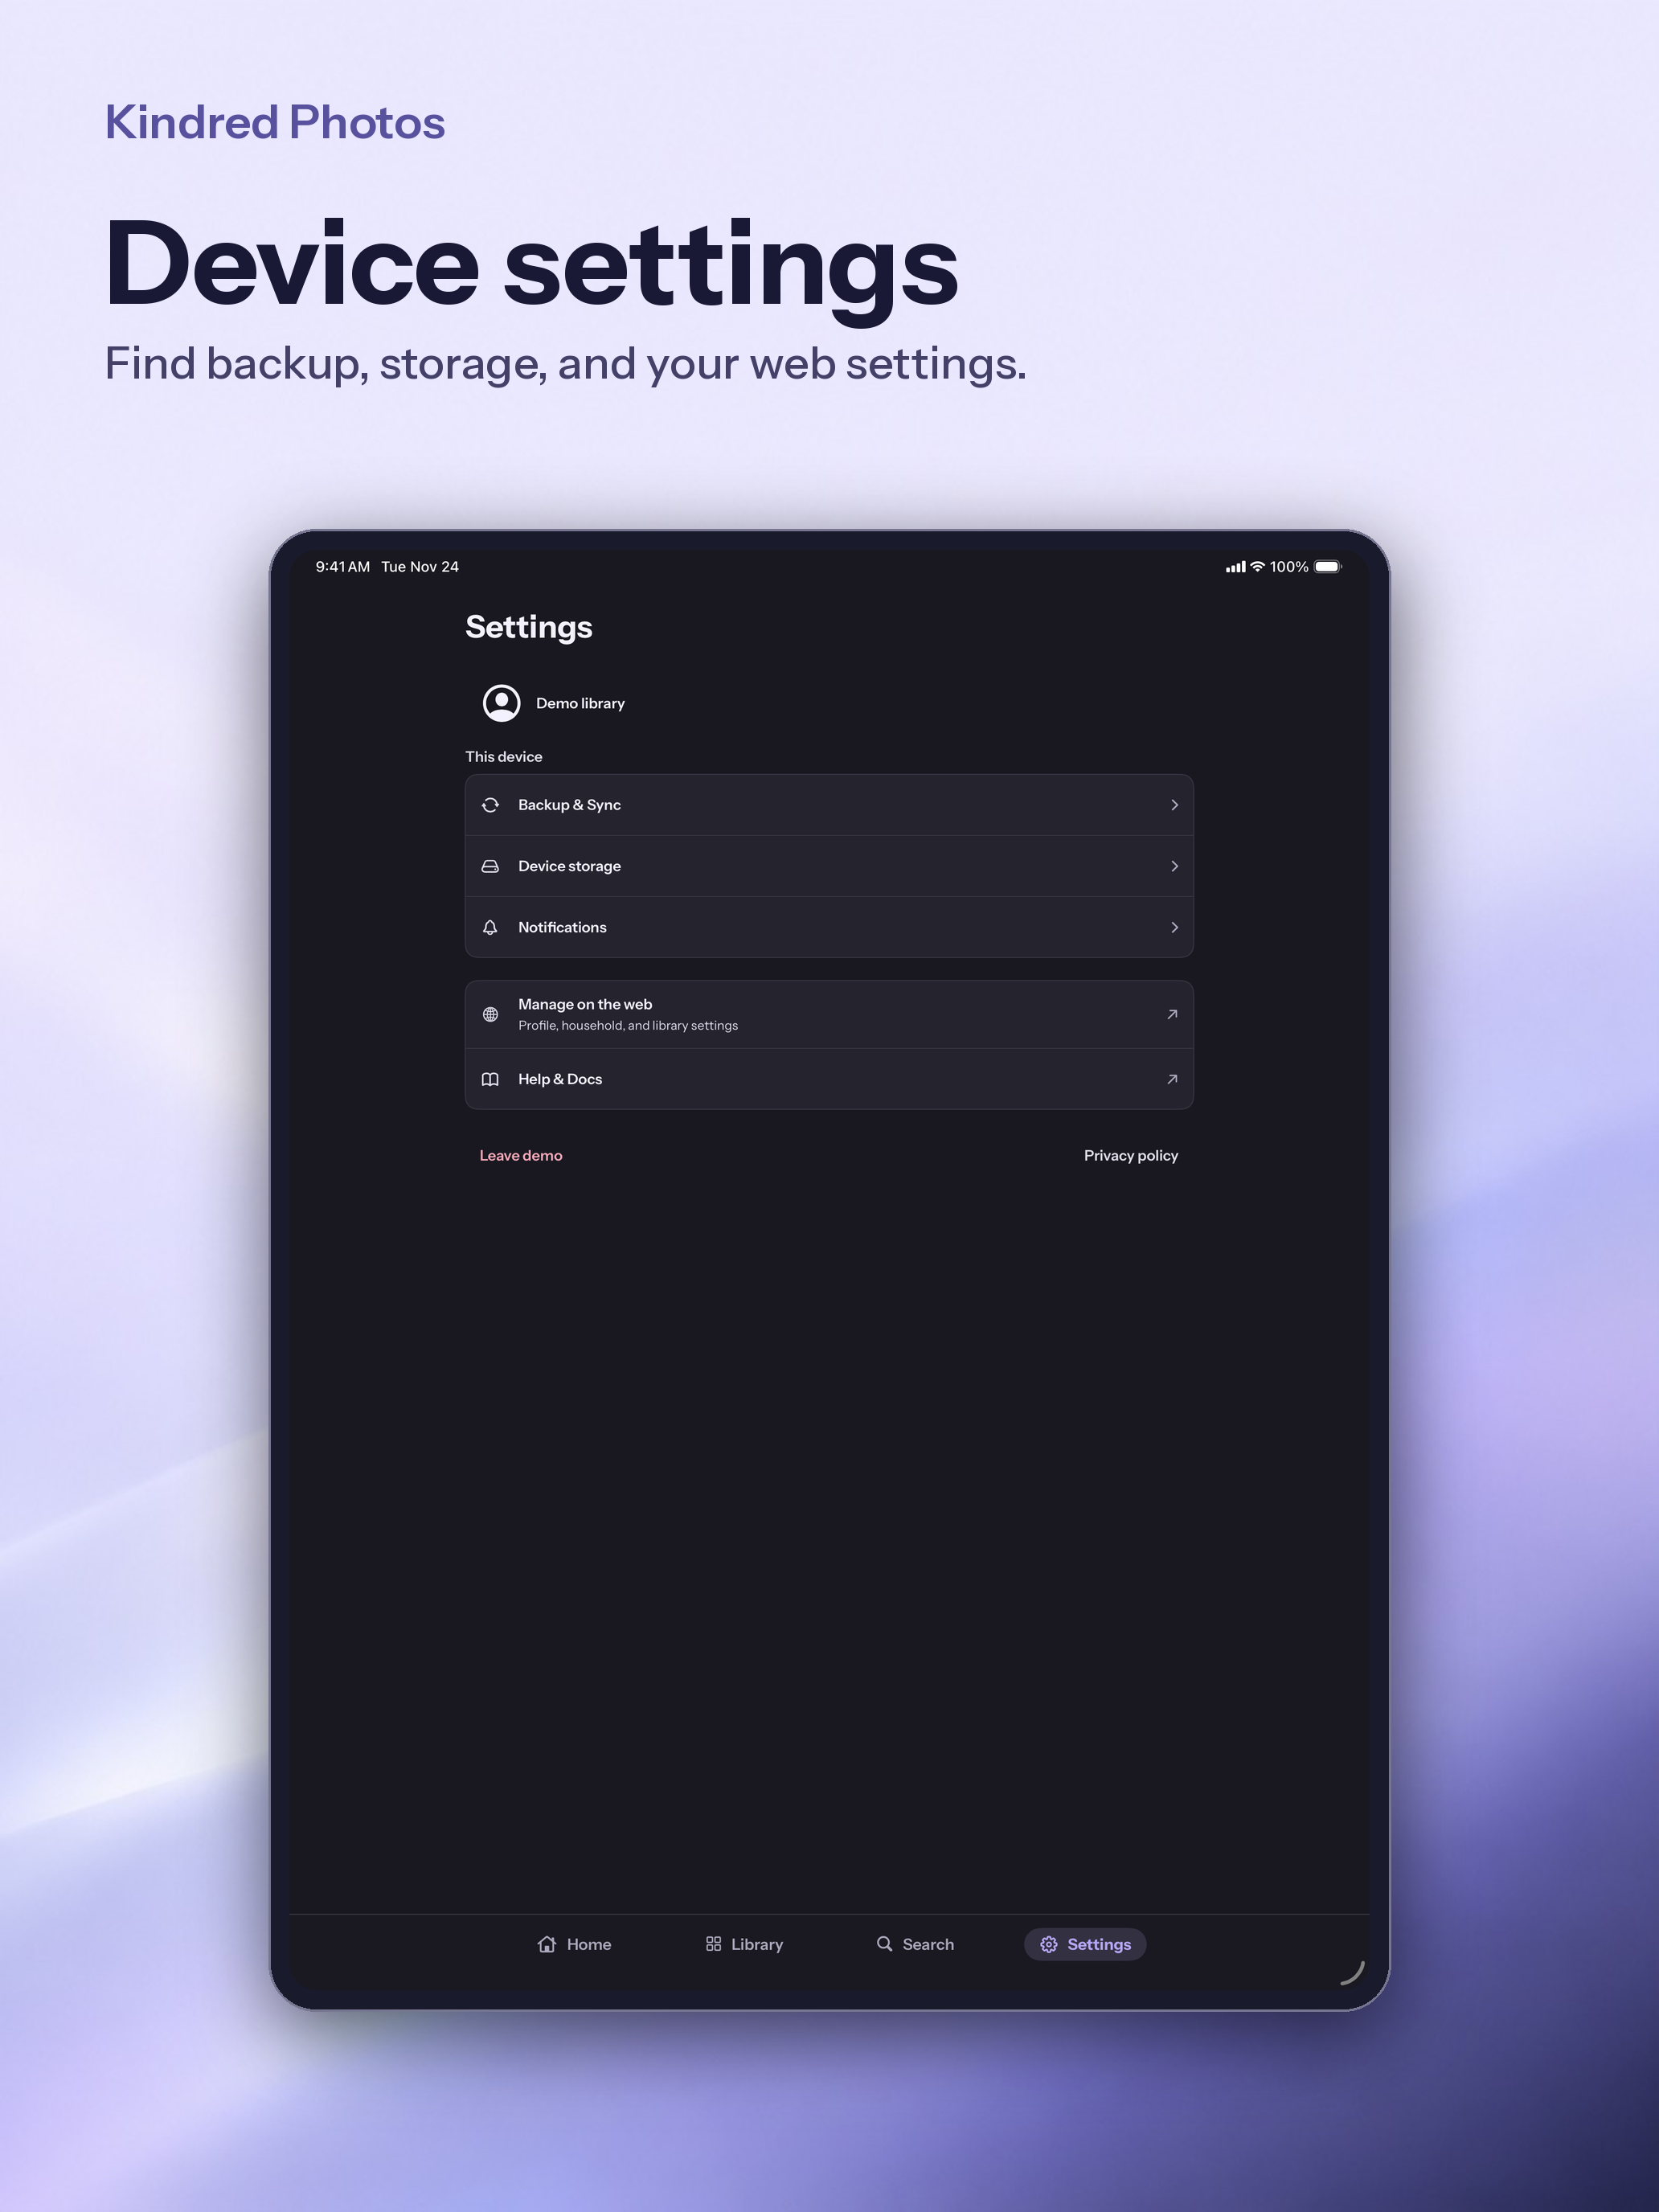 Kindred Photos
Device settings
Find backup, storage, and your web settings.
9:41 AM Tue Nov 24 100%
Settings
Demo library
This device
Backup & Sync
Device storage
Notifications
Manage on the web
Profile, household, and library settings
Help & Docs
Leave demo Privacy policy
Home Library Search Settings